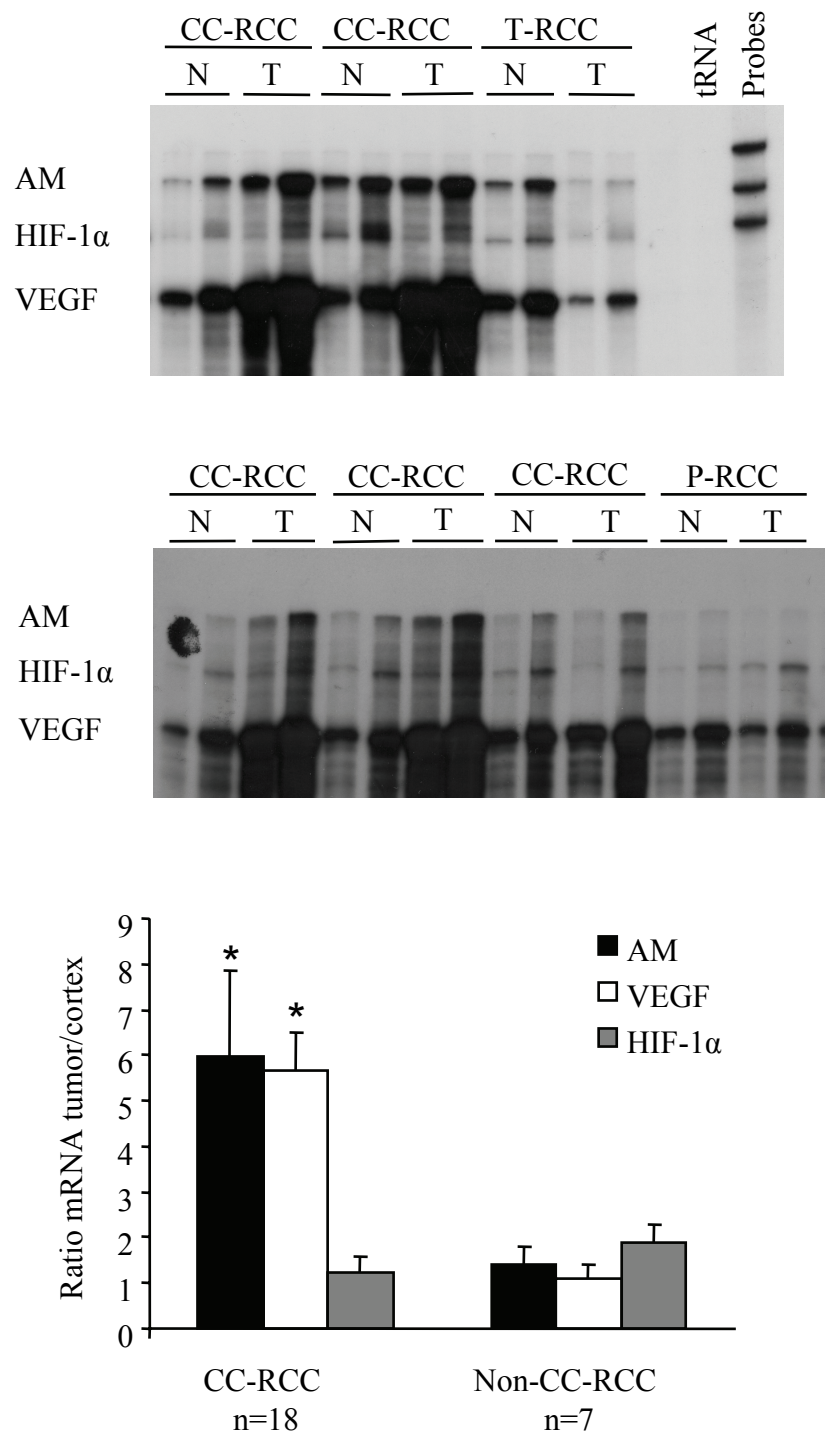 CC-RCC CC-RCC T-RCC tRNA Probes
N T N T N T
AM
HIF-1α
VEGF
CC-RCC CC-RCC CC-RCC P-RCC
N T N T N T N T
AM
HIF-1α
VEGF
Ratio mRNA tumor/cortex
9
8
7
6
5
4
3
2
1
0
* *
AM
VEGF
HIF-1α
CC-RCC Non-CC-RCC
n=18 n=7